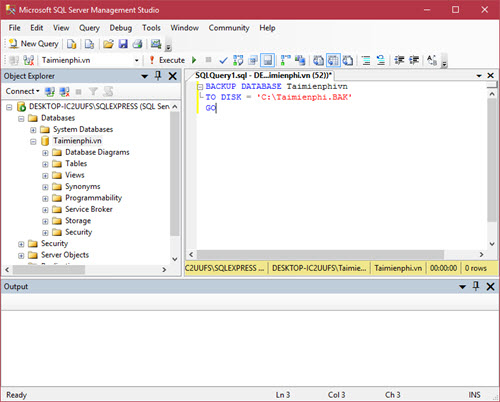 Microsoft SQL Server Management Studio
File Edit View Query Debug Tools Window Community Help
New Query
Taimienphi.vn Execute
Object Explorer
Connect
DESKTOP-IC2UUFS\SQLEXPRESS (SQL Serv
Databases
System Databases
Taimienphi.vn
Database Diagrams
Tables
Views
Synonyms
Programmability
Service Broker
Storage
Security
Security
Server Objects
SQLQuery1.sql - DE...imienphi.vn (52))*
BACKUP DATABASE Taimienphivn
TO DISK = 'C:\Taimienphi.BAK'
GO
C2UUFS\SQLEXPRESS ... DESKTOP-IC2UUFS\Taimie... Taimienphi.vn 00:00:00 0 rows
Output
Ready Ln 3 Col 3 Ch 3 INS